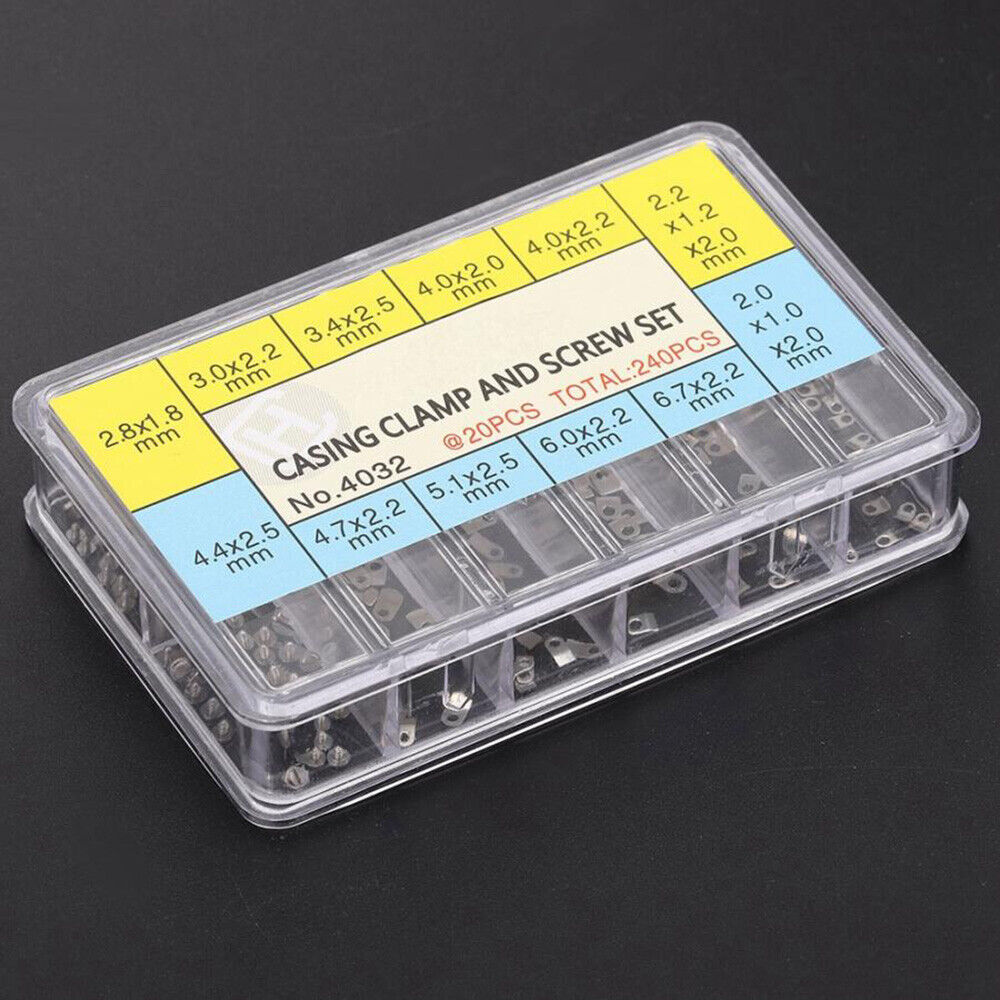 2.8x1.8
mm
3.0x2.2
mm
3.4x2.5
mm
4.0x2.0
mm
4.0x2.2
mm
2.2
x1.2
x2.0
mm
CASING CLAMP AND SCREW SET
@20PCS TOTAL:240PCS
No.4032
4.4x2.5
mm
4.7x2.2
mm
5.1x2.5
mm
6.0x2.2
mm
6.7x2.2
mm
2.0
x1.0
x2.0
mm